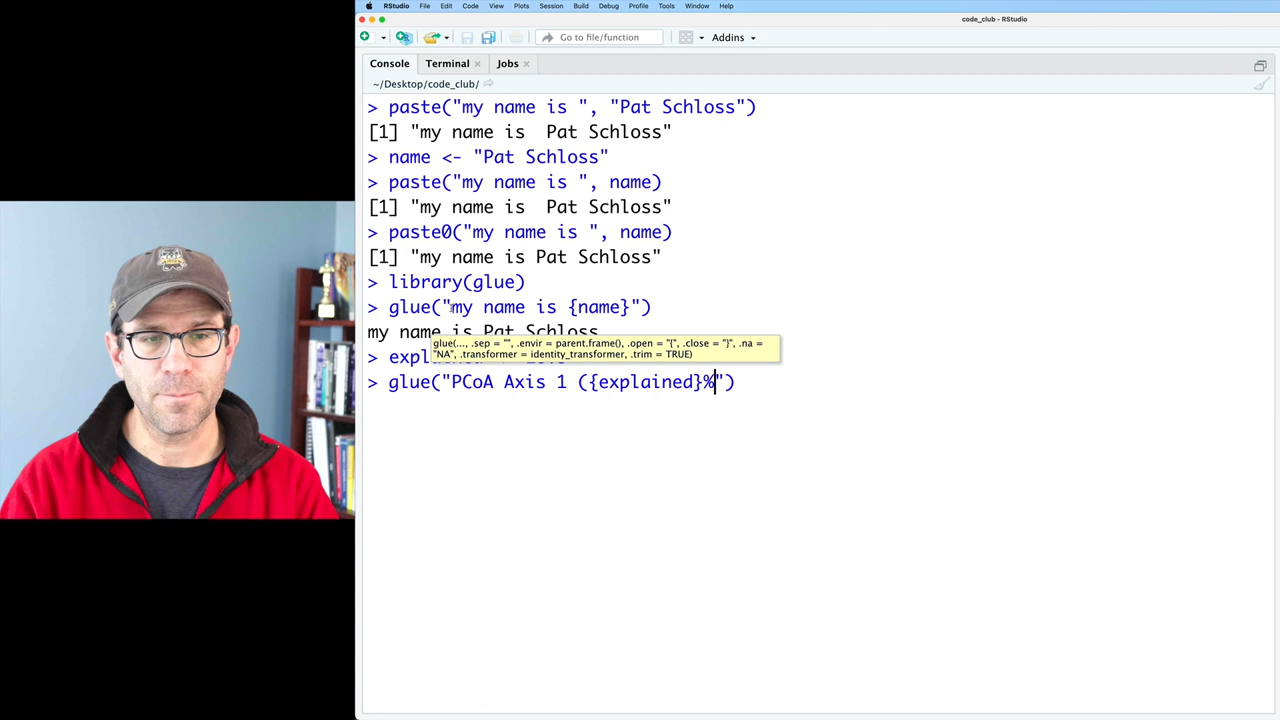 RStudio File Edit Code View Plots Session Build Debug Profile Tools Window Help
code_club - RStudio
Go to file/function Addins
Console Terminal Jobs
~/Desktop/code_club/
> paste("my name is ", "Pat Schloss")
[1] "my name is  Pat Schloss"
> name <- "Pat Schloss"
> paste("my name is ", name)
[1] "my name is  Pat Schloss"
> paste0("my name is ", name)
[1] "my name is Pat Schloss"
> library(glue)
> glue("my name is {name}")
my name is Pat Schloss
glue(..., .sep = "", .envir = parent.frame(), .open = "{", .close = "}", .na =
"NA", .transformer = identity_transformer, .trim = TRUE)
>
> glue("PCoA Axis 1 ({explained}%")